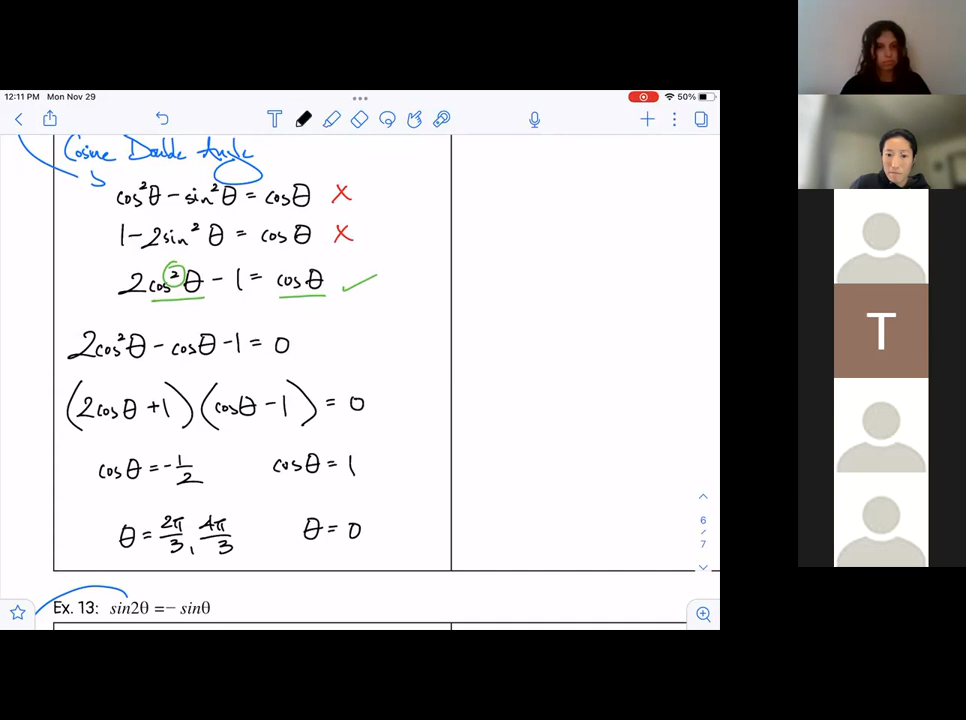 12:11 PM Mon Nov 29
50%
Cosine Double Angle
cos²θ - sin²θ = cosθ X
1 - 2sin²θ = cosθ X
2cos²θ - 1 = cosθ ✓
2cos²θ - cosθ - 1 = 0
(2cosθ + 1)(cosθ - 1) = 0
cosθ = -1/2 cosθ = 1
θ = 2π/3, 4π/3 θ = 0
6
/
7
Ex. 13: sin2θ =− sinθ
T